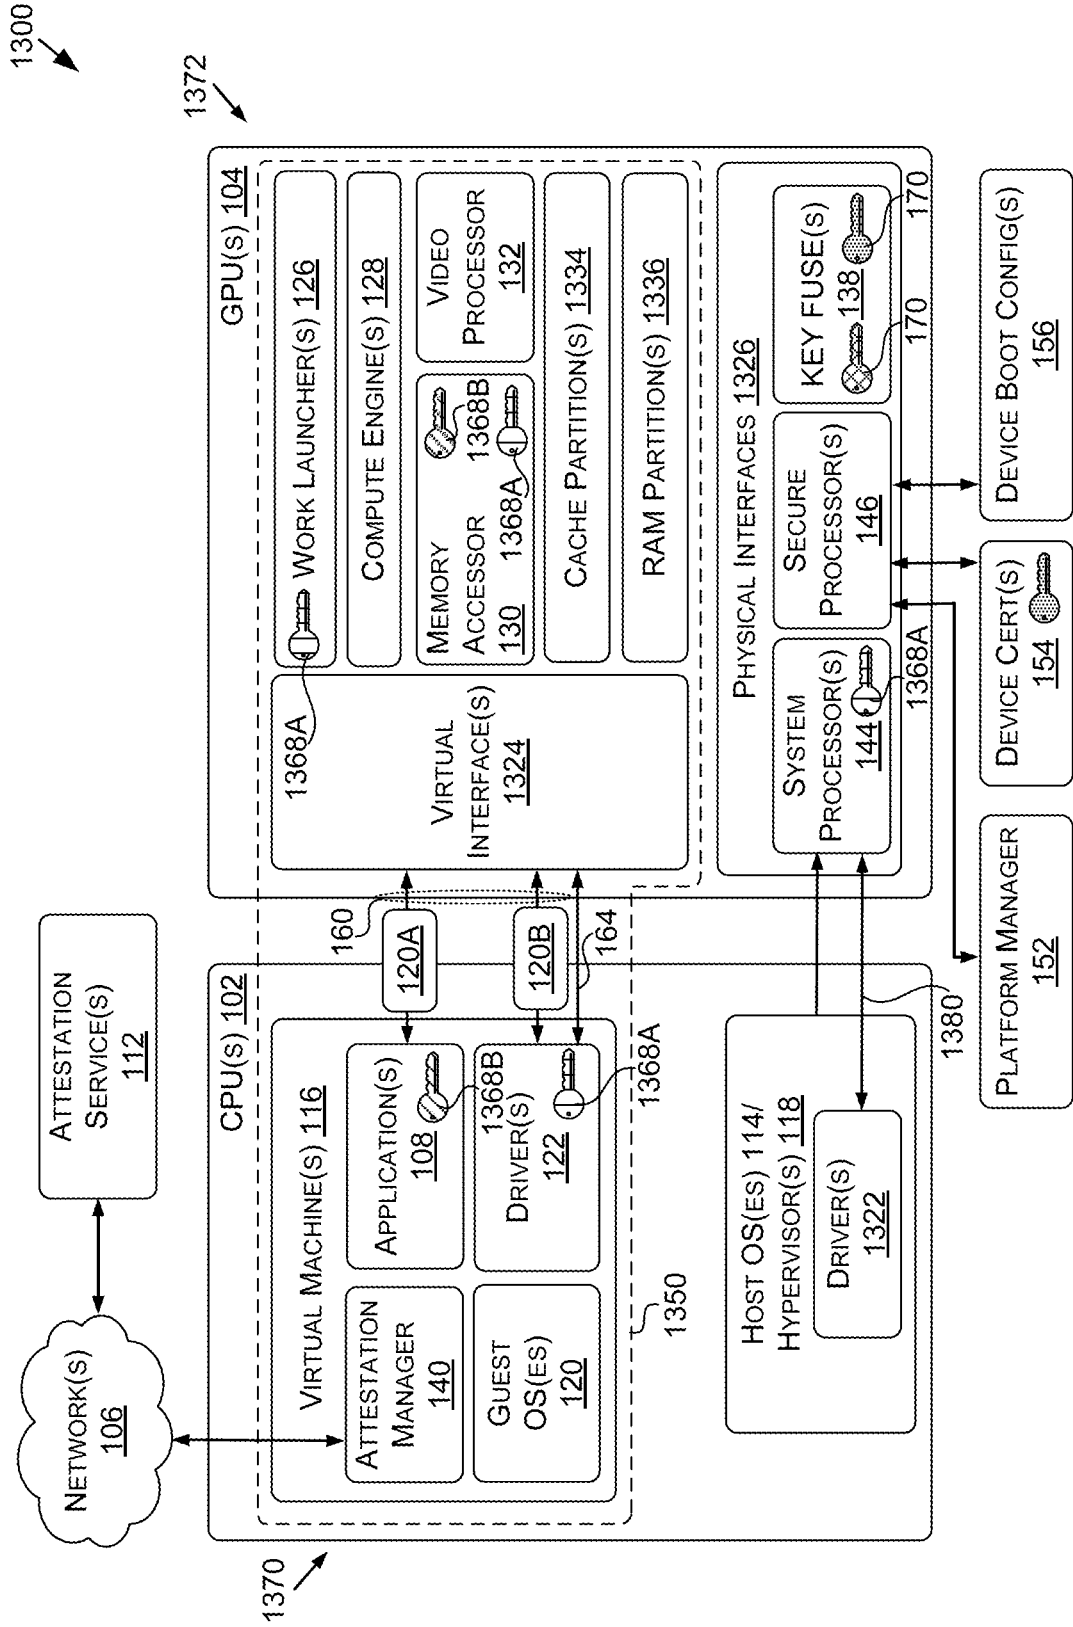 1300
1372
1370
NETWORK(S)
106
ATTESTATION
SERVICE(S)
112
CPU(S) 102
VIRTUAL MACHINE(S) 116
ATTESTATION
MANAGER
140
APPLICATION(S)
108
1368B
GUEST
OS(ES)
120
DRIVER(S)
122
1368A
1350
HOST OS(ES) 114/
HYPERVISOR(S) 118
DRIVER(S)
1322
1380
160
120A
120B
164
GPU(S) 104
1368A
VIRTUAL
INTERFACE(S)
1324
WORK LAUNCHER(S) 126
COMPUTE ENGINE(S) 128
MEMORY
ACCESSOR
130
1368B
1368A
VIDEO
PROCESSOR
132
CACHE PARTITION(S) 1334
RAM PARTITION(S) 1336
PHYSICAL INTERFACES 1326
SYSTEM
PROCESSOR(S)
144
1368A
SECURE
PROCESSOR(S)
146
KEY FUSE(S)
138
170
170
PLATFORM MANAGER
152
DEVICE CERT(S)
154
DEVICE BOOT CONFIG(S)
156